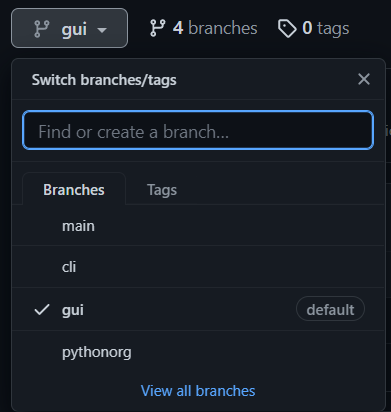 gui 4 branches 0 tags
Switch branches/tags
Find or create a branch...
Branches Tags
main
cli
gui default
pythonorg
View all branches